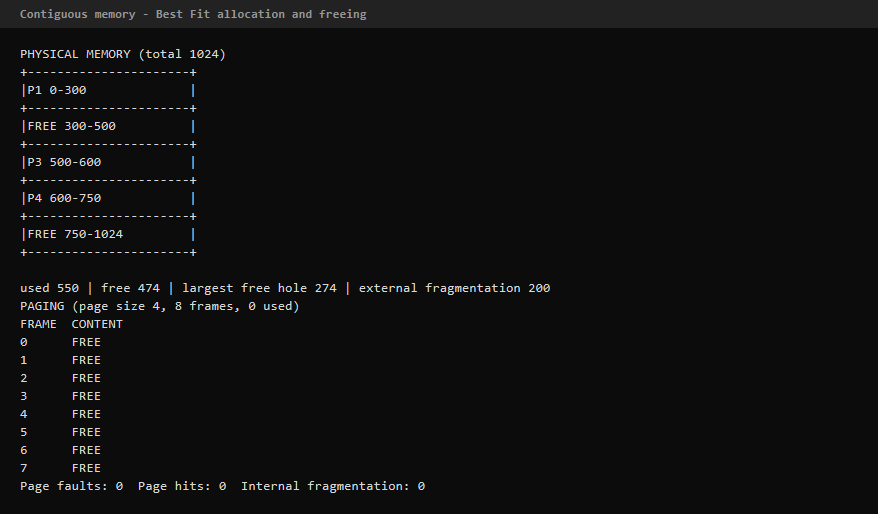 Contiguous memory - Best Fit allocation and freeing
PHYSICAL MEMORY (total 1024)
+----------------------+
|P1 0-300              |
+----------------------+
|FREE 300-500          |
+----------------------+
|P3 500-600            |
+----------------------+
|P4 600-750            |
+----------------------+
|FREE 750-1024         |
+----------------------+
used 550 | free 474 | largest free hole 274 | external fragmentation 200
PAGING (page size 4, 8 frames, 0 used)
FRAME  CONTENT
0      FREE
1      FREE
2      FREE
3      FREE
4      FREE
5      FREE
6      FREE
7      FREE
Page faults: 0  Page hits: 0  Internal fragmentation: 0